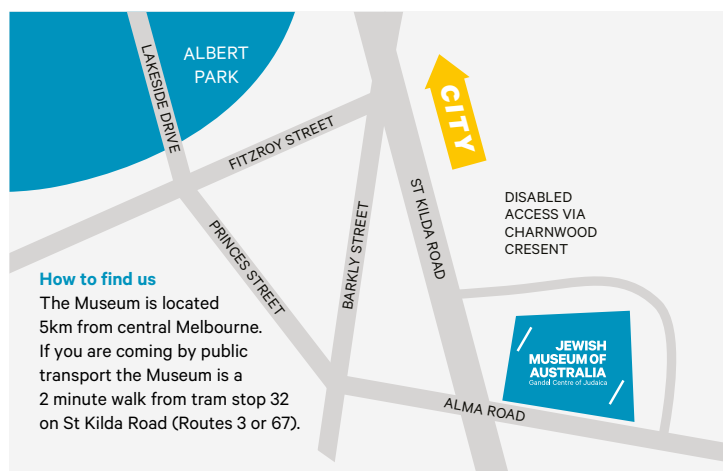 ALBERT
PARK
LAKESIDE DRIVE
FITZROY STREET
CITY
PRINCES STREET
BARKLY STREET
ST KILDA ROAD
DISABLED
ACCESS VIA
CHARNWOOD
CRESENT
How to find us
The Museum is located
5km from central Melbourne.
If you are coming by public
transport the Museum is a
2 minute walk from tram stop 32
on St Kilda Road (Routes 3 or 67).
JEWISH
MUSEUM OF
AUSTRALIA
Gandel Centre of Judaica
ALMA ROAD